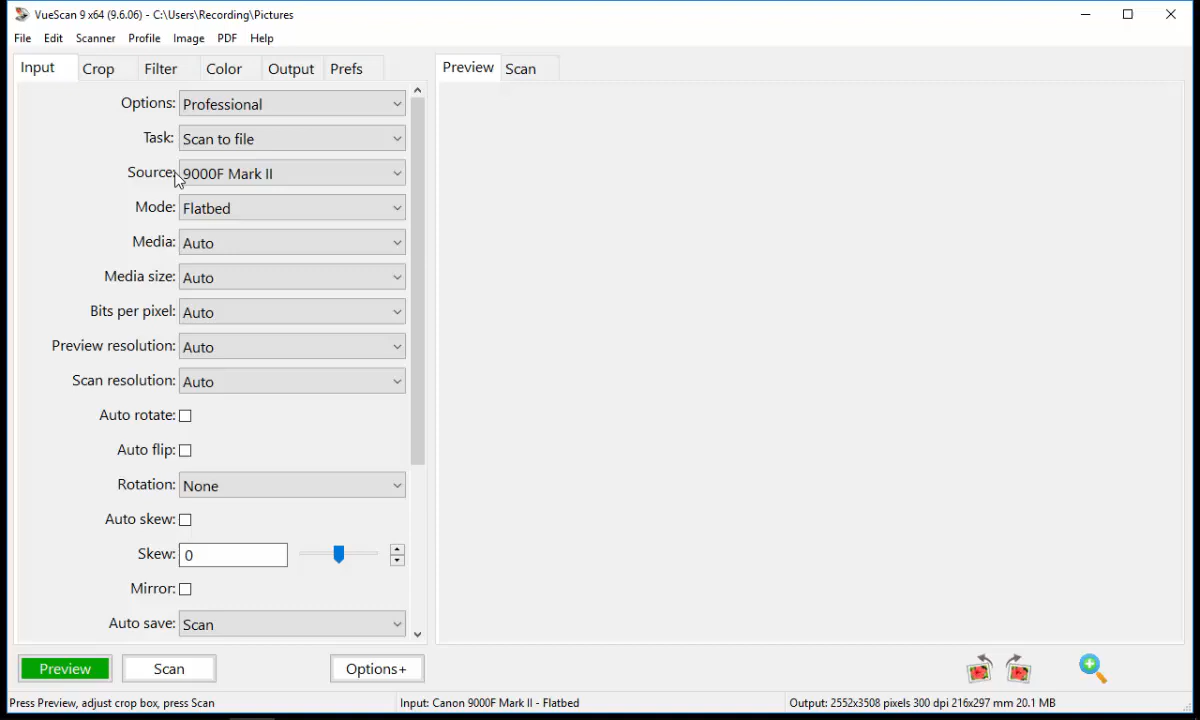 VueScan 9 x64 (9.6.06) - C:\Users\Recording\Pictures
File Edit Scanner Profile Image PDF Help
Input Crop Filter Color Output Prefs
Preview Scan
Options: Professional
Task: Scan to file
Source: 9000F Mark II
Mode: Flatbed
Media: Auto
Media size: Auto
Bits per pixel: Auto
Preview resolution: Auto
Scan resolution: Auto
Auto rotate:
Auto flip:
Rotation: None
Auto skew:
Skew: 0
Mirror:
Auto save: Scan
Preview Scan Options+
Press Preview, adjust crop box, press Scan
Input: Canon 9000F Mark II - Flatbed
Output: 2552x3508 pixels 300 dpi 216x297 mm 20.1 MB